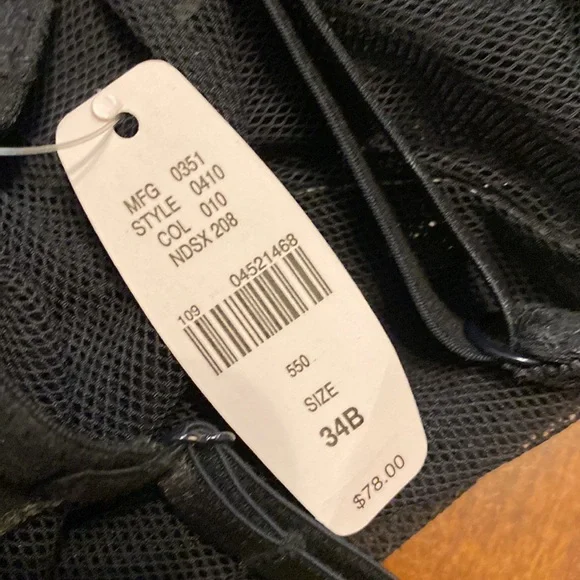 MFG 0351
STYLE 0410
COL 010
NDSX 208
109 04521468
550
SIZE
34B
$78.00